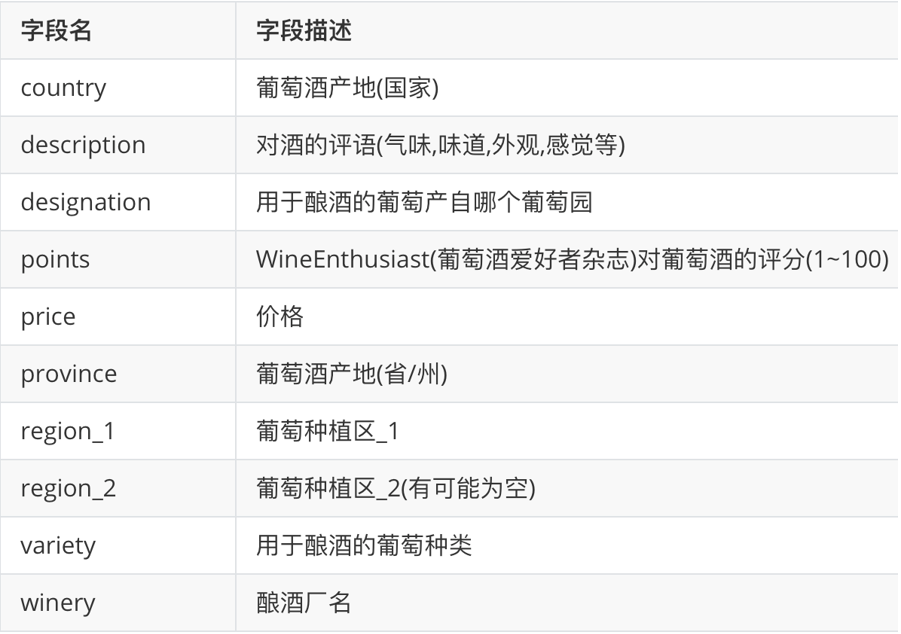 字段名 字段描述
country 葡萄酒产地(国家)
description 对酒的评语(气味,味道,外观,感觉等)
designation 用于酿酒的葡萄产自哪个葡萄园
points WineEnthusiast(葡萄酒爱好者杂志)对葡萄酒的评分(1~100)
price 价格
province 葡萄酒产地(省/州)
region_1 葡萄种植区_1
region_2 葡萄种植区_2(有可能为空)
variety 用于酿酒的葡萄种类
winery 酿酒厂名